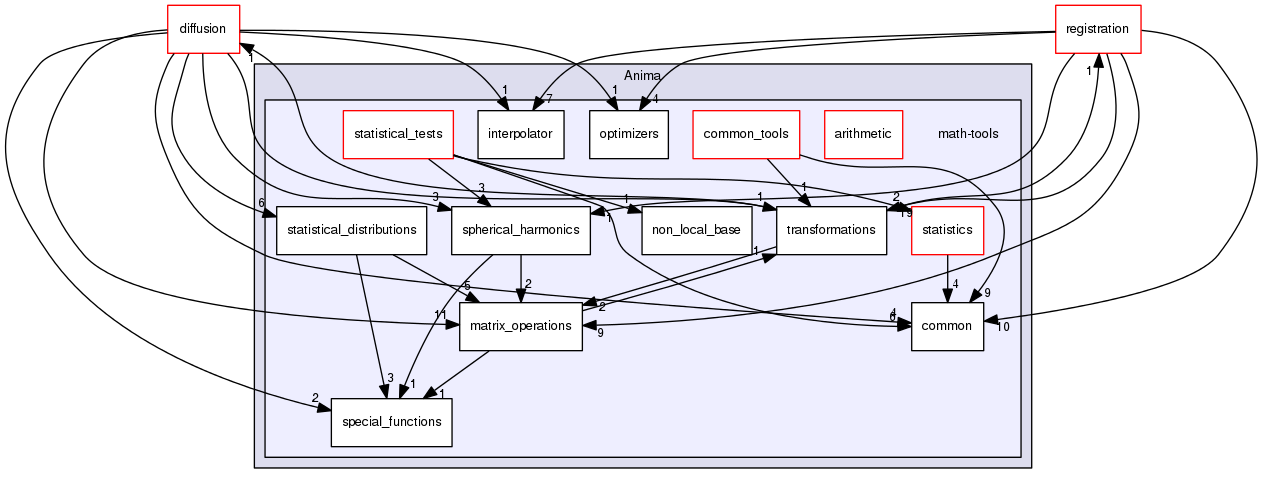 diffusion
registration
1
1
Anima
1
1
7
4
statistical_tests
interpolator
optimizers
common_tools
arithmetic
math-tools
6
3
3
1
1
1
1
2
19
statistical_distributions
spherical_harmonics
non_local_base
transformations
statistics
1
5
2
4
9
11
2
9
4
6
10
matrix_operations
common
3
1
1
2
special_functions